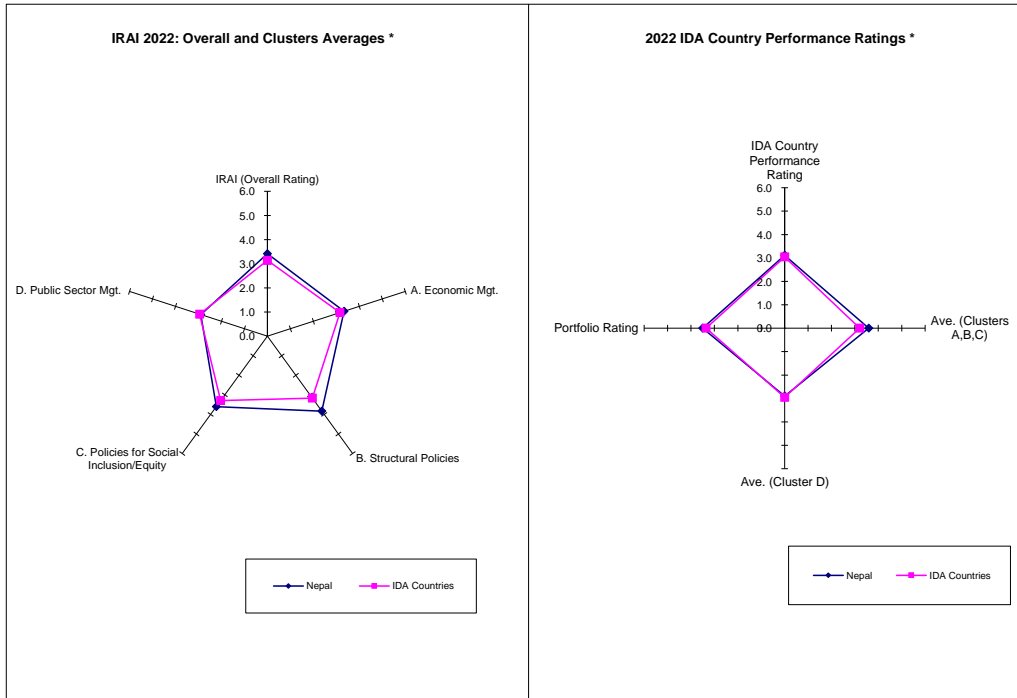 IRAI 2022: Overall and Clusters Averages *
IRAI (Overall Rating)
6.0
5.0
4.0
3.0
2.0
1.0
0.0
A. Economic Mgt.
B. Structural Policies
C. Policies for Social
Inclusion/Equity
D. Public Sector Mgt.
Nepal
IDA Countries
2022 IDA Country Performance Ratings *
IDA Country
Performance
Rating
6.0
5.0
4.0
3.0
2.0
1.0
0.0
Ave. (Clusters
A,B,C)
Ave. (Cluster D)
Portfolio Rating
Nepal
IDA Countries